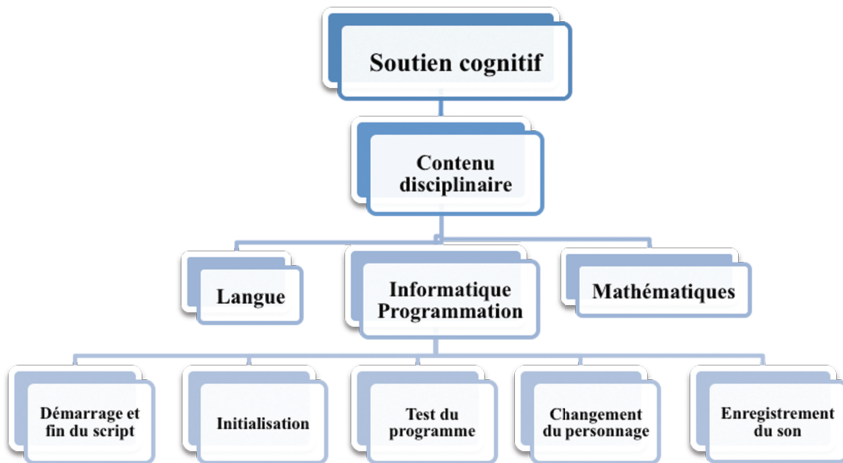 Soutien cognitif
Contenu
disciplinaire
Langue
Informatique
Programmation
Mathématiques
Démarrage et
fin du script
Initialisation
Test du
programme
Changement
du personnage
Enregistrement
du son